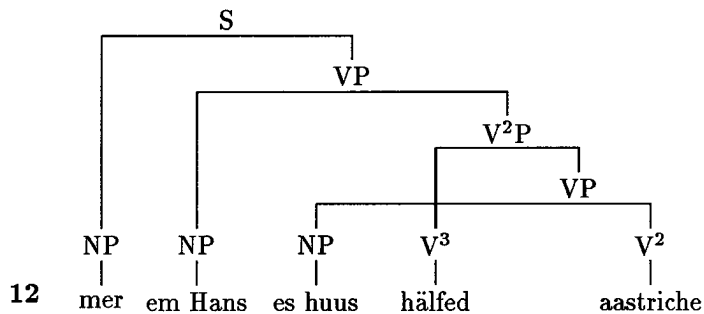 S
VP
V²P
VP
NP NP NP V³ V²
12 mer em Hans es huus hälfed aastriche